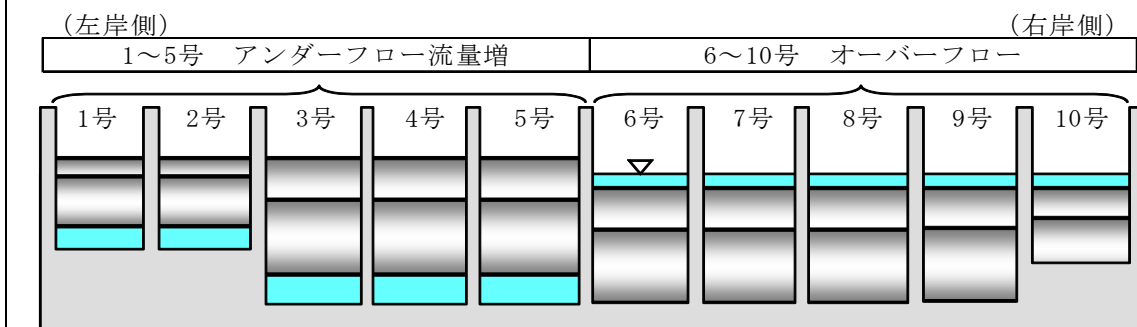 (左岸側)
(右岸側)
1～5号 アンダーフロー流量増
6～10号 オーバーフロー
1号
2号
3号
4号
5号
6号
7号
8号
9号
10号